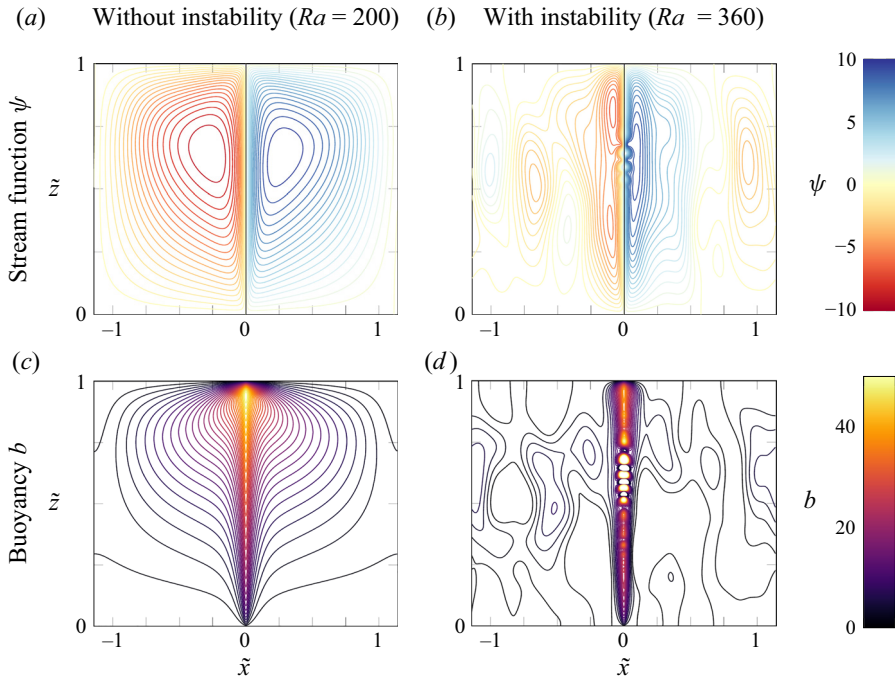 (a) Without instability (Ra = 200) (b) With instability (Ra = 360)
1 1 10
5
Stream function ψ z̃ ψ 0
−5
0 0 −10
−1 0 1 −1 0 1
(c) (d)
1 1
40
Buoyancy b z̃ b
20
0 0 0
−1 0 1 −1 0 1
x̃ x̃